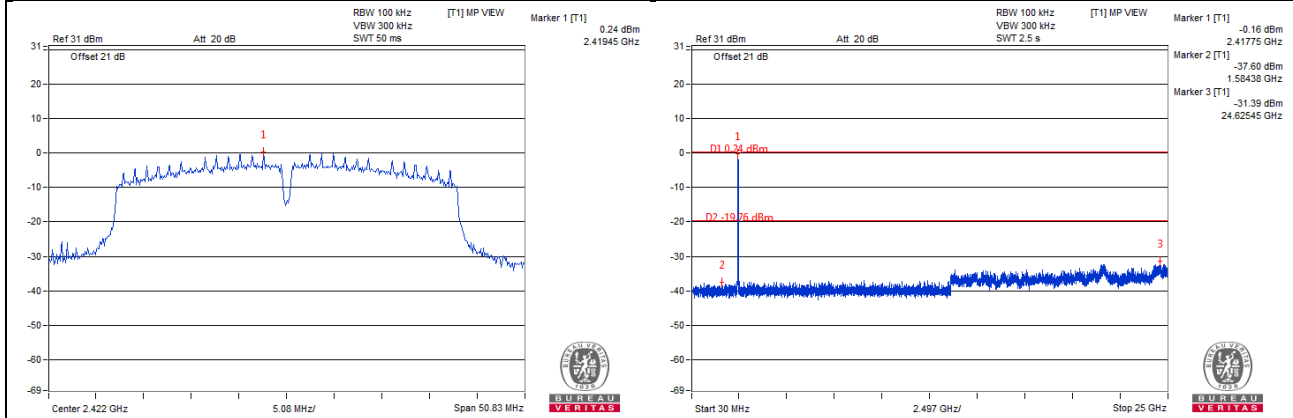 RBW 100 kHz [T1] MP VIEW
VBW 300 kHz
Ref 31 dBm Att 20 dB SWT 50 ms
Marker 1 [T1]
0.24 dBm
2.41945 GHz
31
Offset 21 dB
20
10
1
0
-10
-20
-30
-40
-50
-60
-69
Center 2.422 GHz 5.08 MHz/ Span 50.83 MHz
BUREAU VERITAS
1828
BUREAU
VERITAS
RBW 100 kHz [T1] MP VIEW
VBW 300 kHz
Ref 31 dBm Att 20 dB SWT 2.5 s
Marker 1 [T1]
-0.16 dBm
2.41775 GHz
Marker 2 [T1]
-37.60 dBm
1.58438 GHz
Marker 3 [T1]
-31.39 dBm
24.62545 GHz
31
Offset 21 dB
20
10
1
D1 0.24 dBm
0
-10
D2 -19.76 dBm
-20
3
2
-30
-40
-50
-60
-69
Start 30 MHz 2.497 GHz/ Stop 25 GHz
BUREAU VERITAS
1828
BUREAU
VERITAS